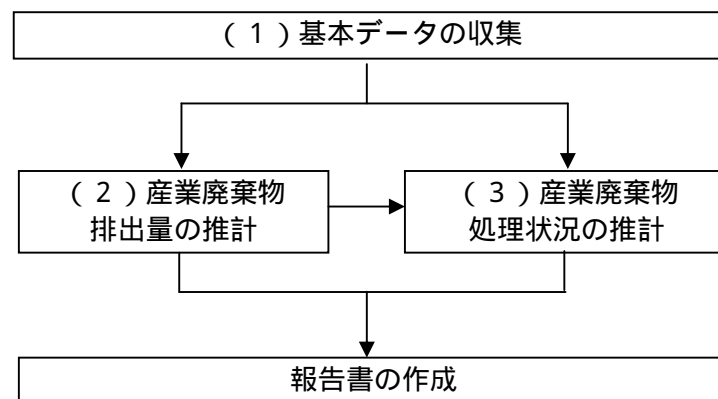 (1)基本データの収集
(2)産業廃棄物
排出量の推計
(3)産業廃棄物
処理状況の推計
報告書の作成